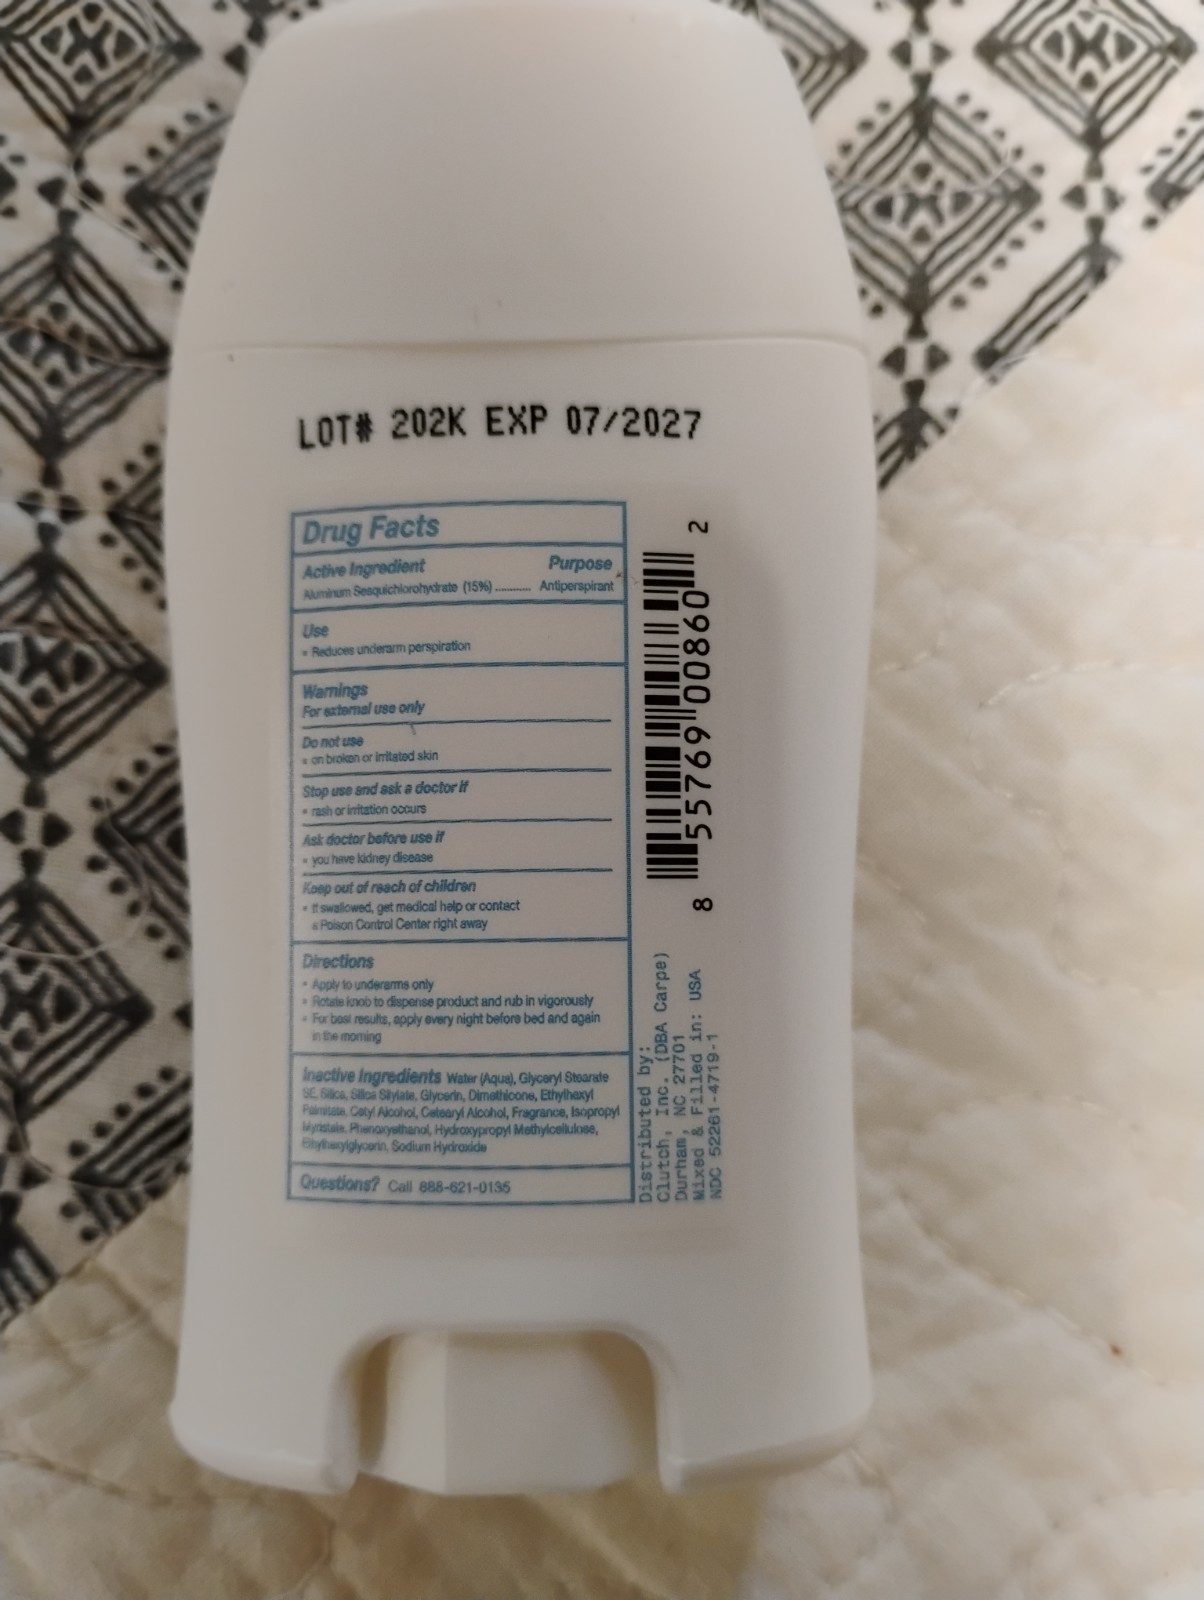 LOT# 202K EXP 07/2027
Drug Facts
Active Ingredient Purpose
Aluminum Sesquichlorohydrate (15%) ........... Antiperspirant
Use
• Reduces underarm perspiration
Warnings
For external use only
Do not use
• on broken or irritated skin
Stop use and ask a doctor if
• rash or irritation occurs
Ask doctor before use if
• you have kidney disease
Keep out of reach of children
• If swallowed, get medical help or contact
a Poison Control Center right away
Directions
• Apply to underarms only
• Rotate knob to dispense product and rub in vigorously
• For best results, apply every night before bed and again
in the morning
Inactive Ingredients Water (Aqua), Glyceryl Stearate
SE, Silica, Silica Silylate, Glycerin, Dimethicone, Ethylhexyl
Palmitate, Cetyl Alcohol, Cetearyl Alcohol, Fragrance, Isopropyl
Myristate, Phenoxyethanol, Hydroxypropyl Methylcellulose,
Ethylhexylglycerin, Sodium Hydroxide
Questions? Call 888-621-0135
8 55769 00860 2
Distributed by:
Clutch, Inc. (DBA Carpe)
Durham, NC 27701
Mixed & Filled in: USA
NDC 52261-4719-1